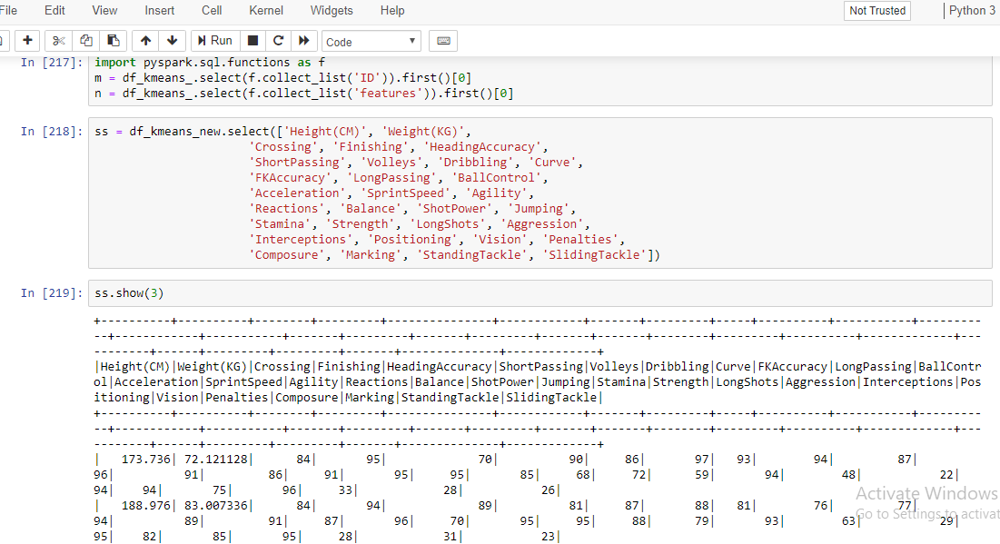 File Edit View Insert Cell Kernel Widgets Help Not Trusted Python 3
Run Code
In [217]: import pyspark.sql.functions as f
m = df_kmeans_.select(f.collect_list('ID')).first()[0]
n = df_kmeans_.select(f.collect_list('features')).first()[0]
In [218]: ss = df_kmeans_new.select(['Height(CM)', 'Weight(KG)',
'Crossing', 'Finishing', 'HeadingAccuracy',
'ShortPassing', 'Volleys', 'Dribbling', 'Curve',
'FKAccuracy', 'LongPassing', 'BallControl',
'Acceleration', 'SprintSpeed', 'Agility',
'Reactions', 'Balance', 'ShotPower', 'Jumping',
'Stamina', 'Strength', 'LongShots', 'Aggression',
'Interceptions', 'Positioning', 'Vision', 'Penalties',
'Composure', 'Marking', 'StandingTackle', 'SlidingTackle'])
In [219]: ss.show(3)
+----------+----------+--------+---------+---------------+------------+-------+---------+-----+----------+-----------+---------
--+------------+-----------+-------+---------+-------+---------+-------+-------+--------+---------+----------+-------------+---
--------+------+---------+---------+-------+--------------+-------------+
|Height(CM)|Weight(KG)|Crossing|Finishing|HeadingAccuracy|ShortPassing|Volleys|Dribbling|Curve|FKAccuracy|LongPassing|BallContr
ol|Acceleration|SprintSpeed|Agility|Reactions|Balance|ShotPower|Jumping|Stamina|Strength|LongShots|Aggression|Interceptions|Pos
itioning|Vision|Penalties|Composure|Marking|StandingTackle|SlidingTackle|
+----------+----------+--------+---------+---------------+------------+-------+---------+-----+----------+-----------+---------
--+------------+-----------+-------+---------+-------+---------+-------+-------+--------+---------+----------+-------------+---
--------+------+---------+---------+-------+--------------+-------------+
| 173.736| 72.121128| 84| 95| 70| 90| 86| 97| 93| 94| 87|
96| 91| 86| 91| 95| 95| 85| 68| 72| 59| 94| 48| 22|
94| 94| 75| 96| 33| 28| 26|
| 188.976| 83.007336| 84| 94| 89| 81| 87| 88| 81| 76| 77|
94| 89| 91| 87| 96| 70| 95| 95| 88| 79| 93| 63| 29|
95| 82| 85| 95| 28| 31| 23|
Activate Windows
Go to Settings to activat